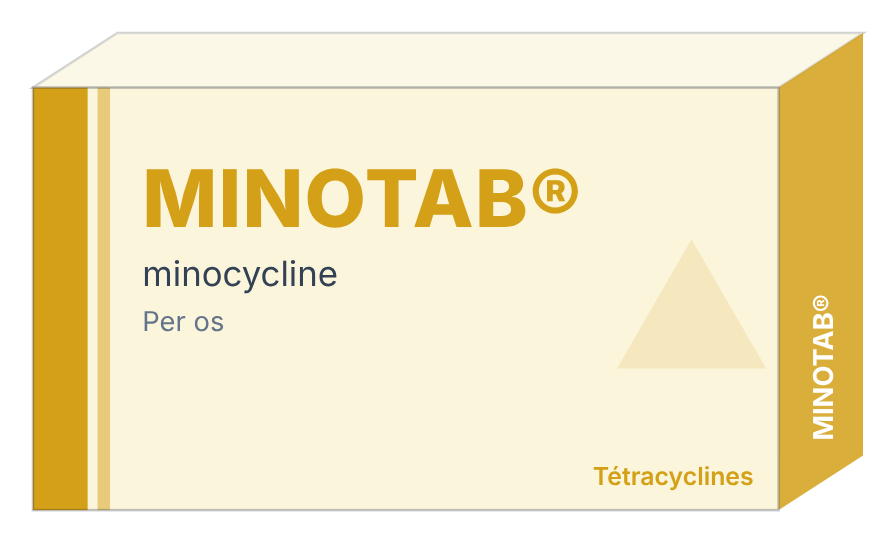 MINOTAB®
minocycline
Per os
Tétracyclines
MINOTAB®